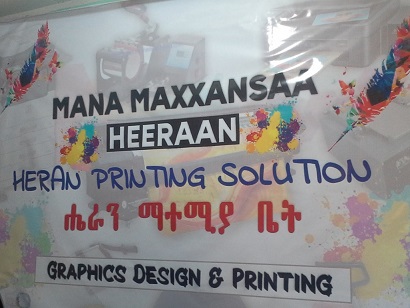 MANA MAXXANSAA
HEERAAN
HERAN PRINTING SOLUTION
ሔራን ማተሚያ ቤት
GRAPHICS DESIGN & PRINTING